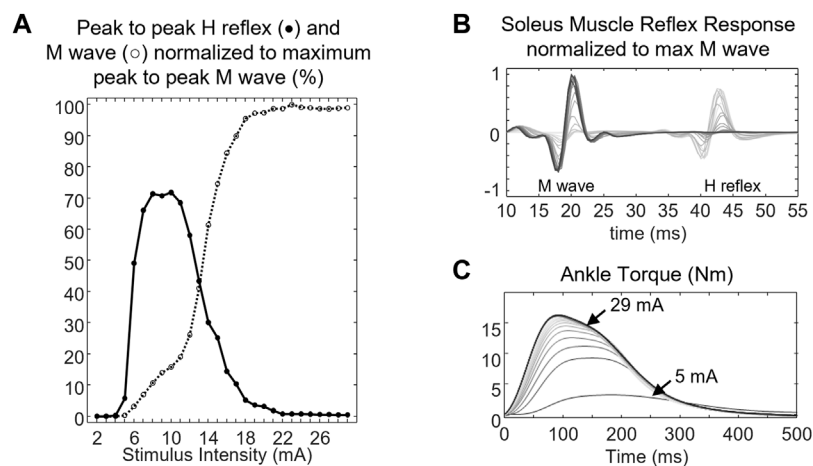 A
Peak to peak H reflex (●) and
M wave (○) normalized to maximum
peak to peak M wave (%)
100
90
80
70
60
50
40
30
20
10
0
2 6 10 14 18 22 26
Stimulus Intensity (mA)
B
Soleus Muscle Reflex Response
normalized to max M wave
1
0
-1
M wave H reflex
10 15 20 25 30 35 40 45 50 55
time (ms)
C
Ankle Torque (Nm)
15
10
5
0
29 mA
5 mA
0 100 200 300 400 500
Time (ms)